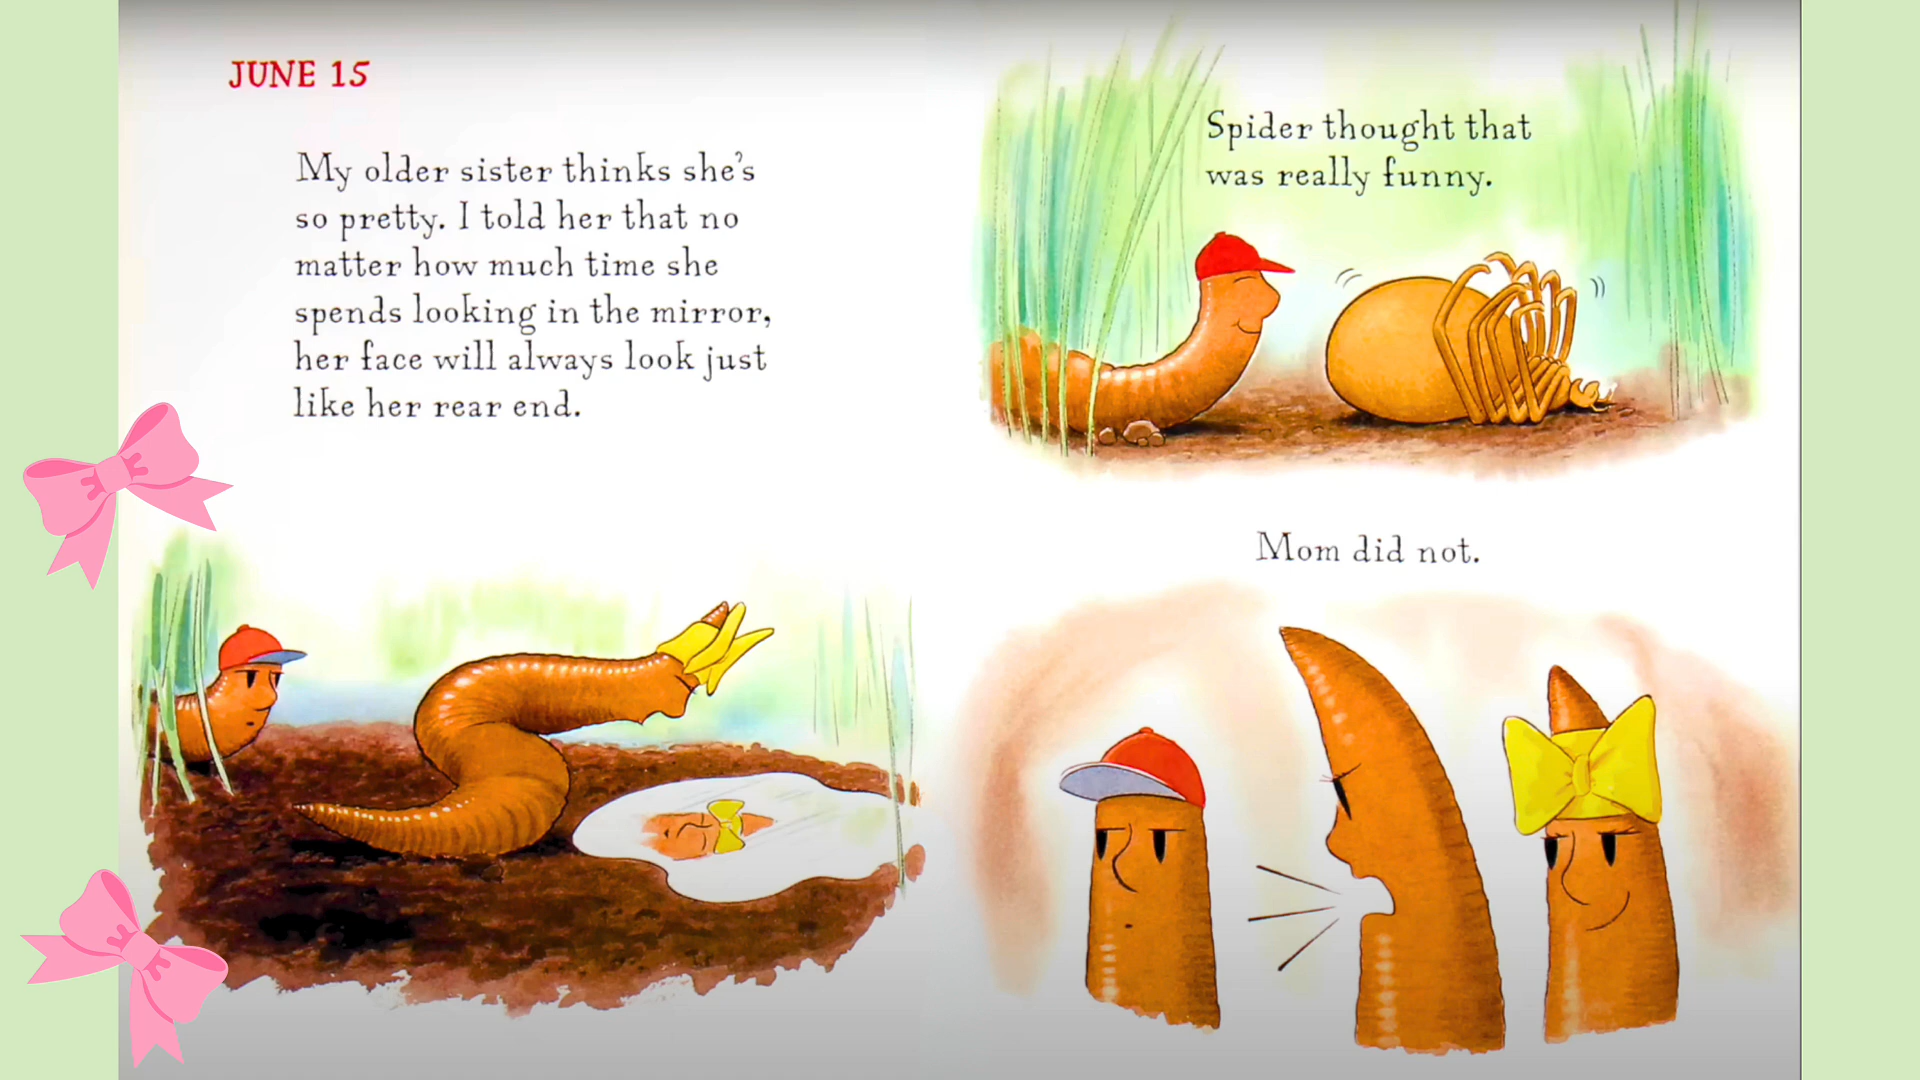 JUNE 15
My older sister thinks she's
so pretty. I told her that no
matter how much time she
spends looking in the mirror,
her face will always look just
like her rear end.
Spider thought that
was really funny.
Mom did not.